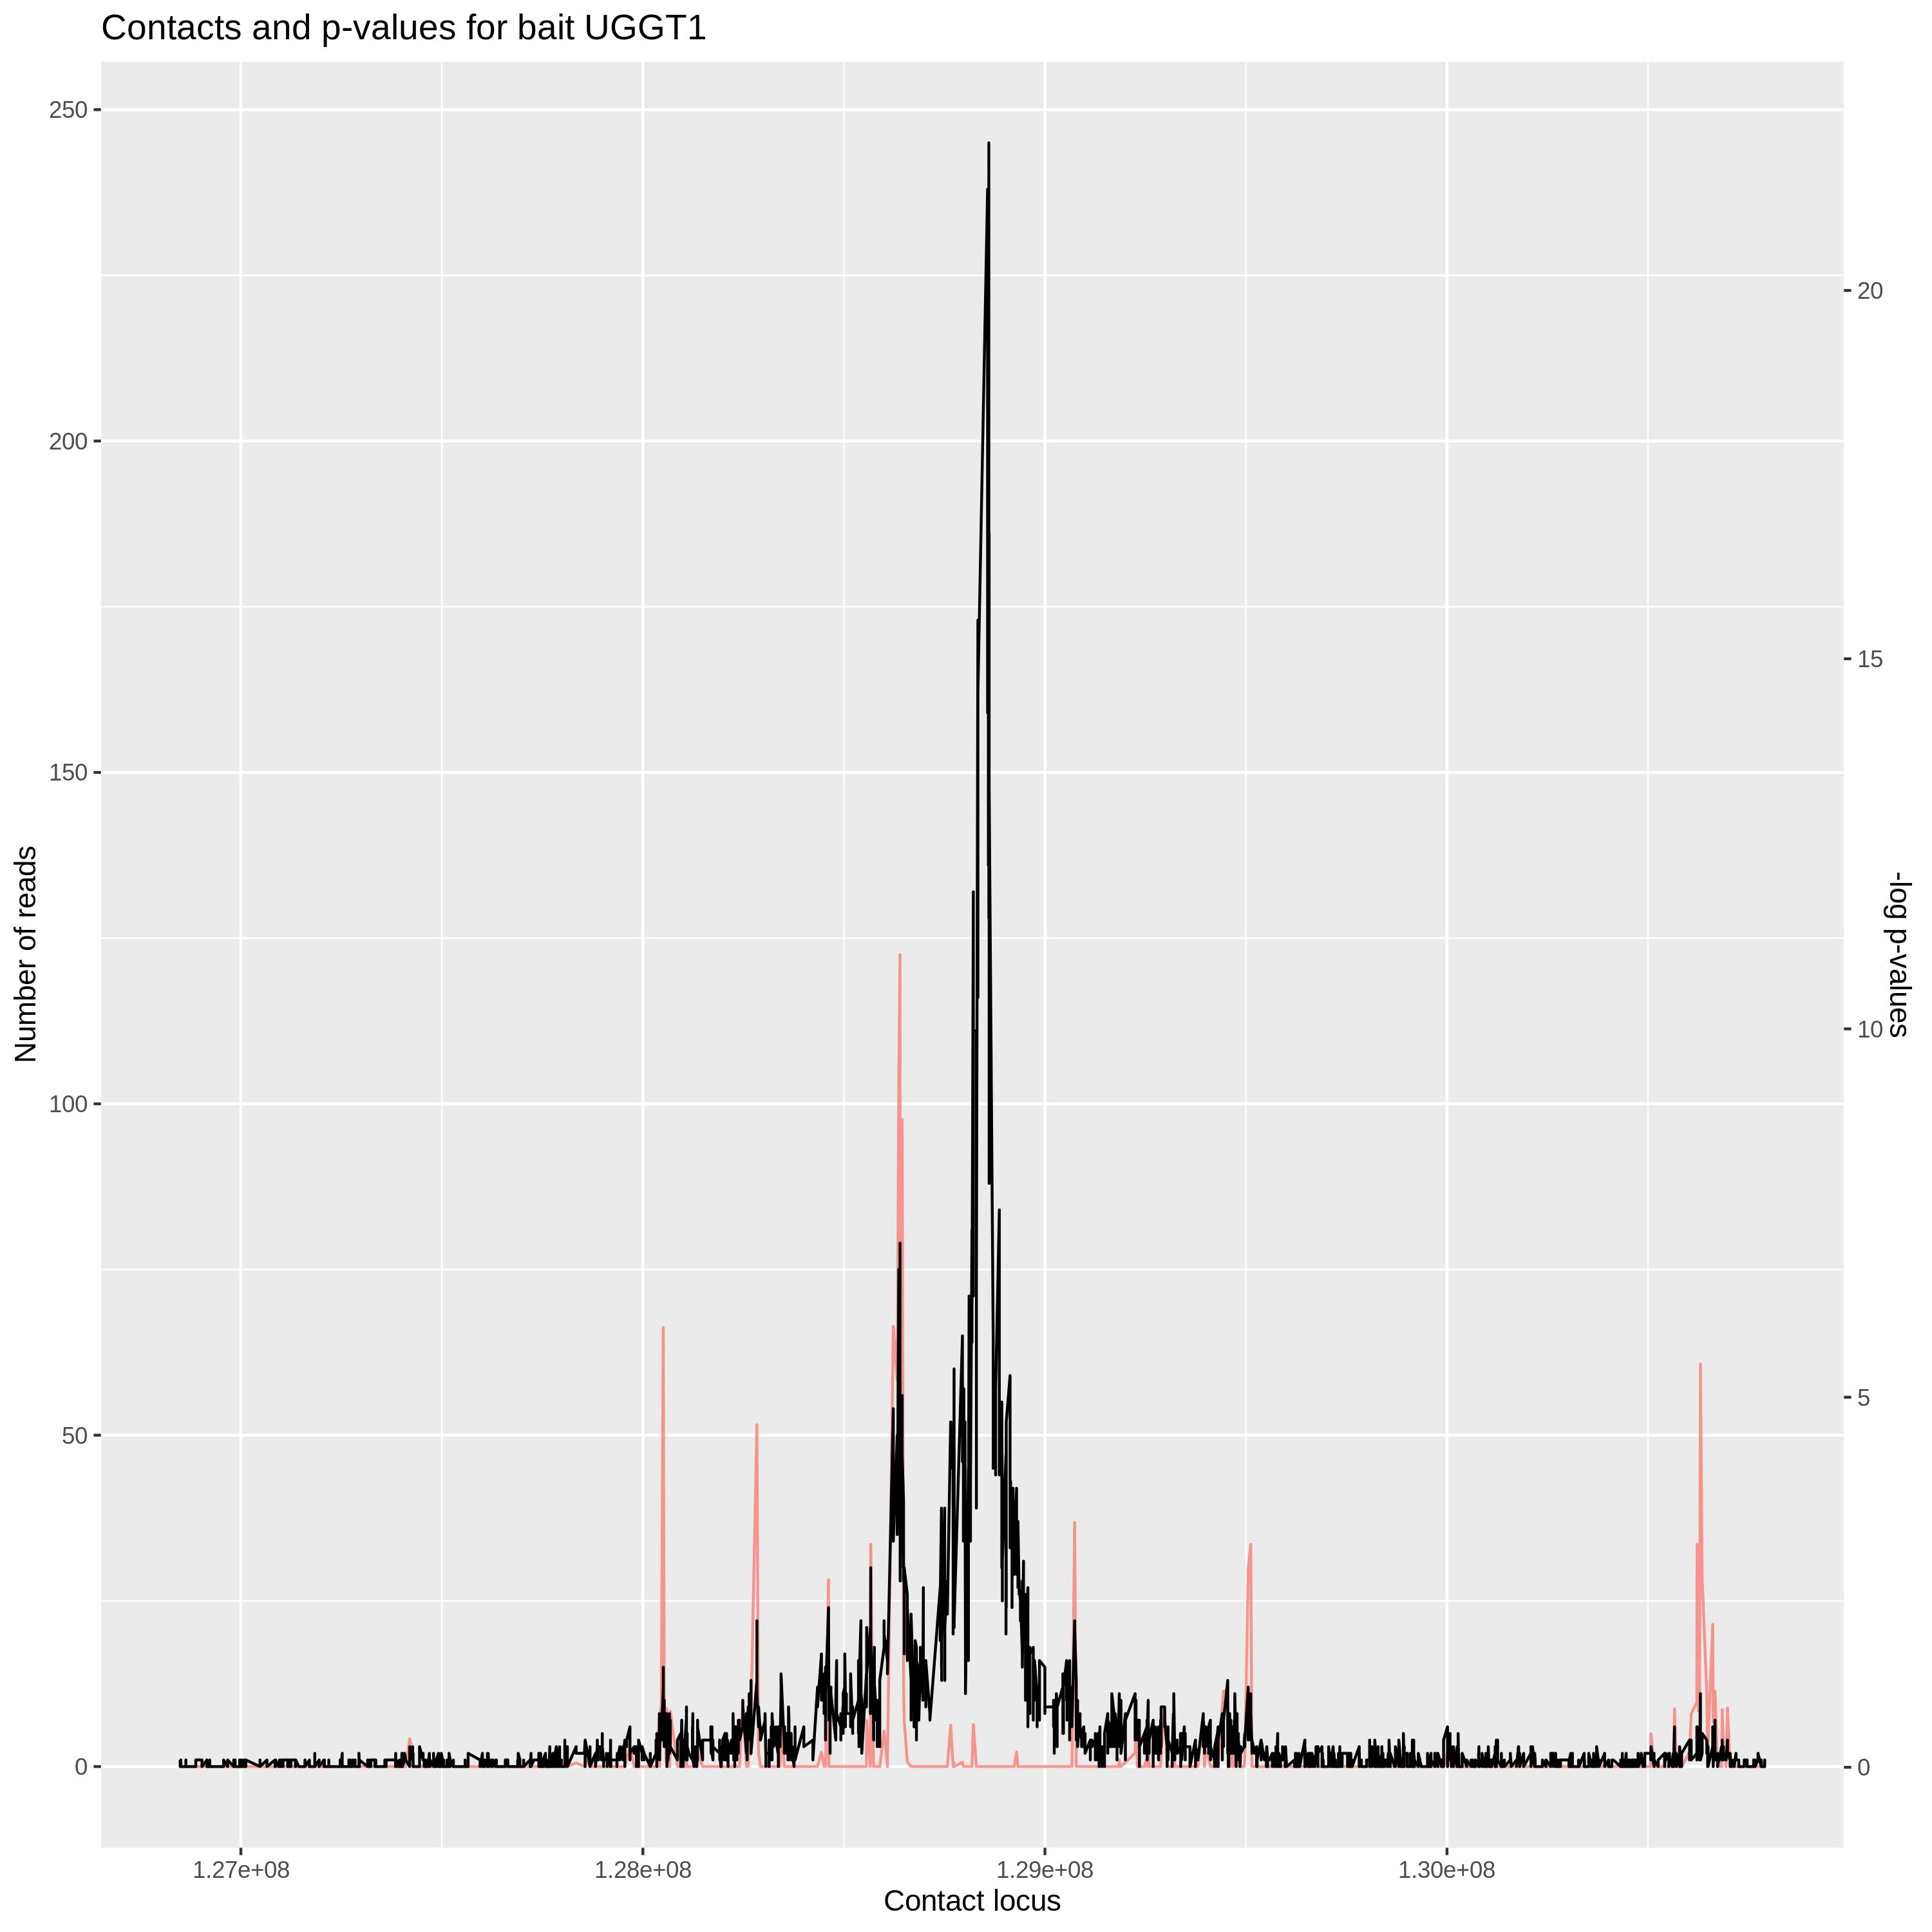 Contacts and p-values for bait UGGT1
250
200
150
100
50
0
Number of reads
20
15
10
5
0
-log p-values
1.27e+08
1.28e+08
1.29e+08
1.30e+08
Contact locus